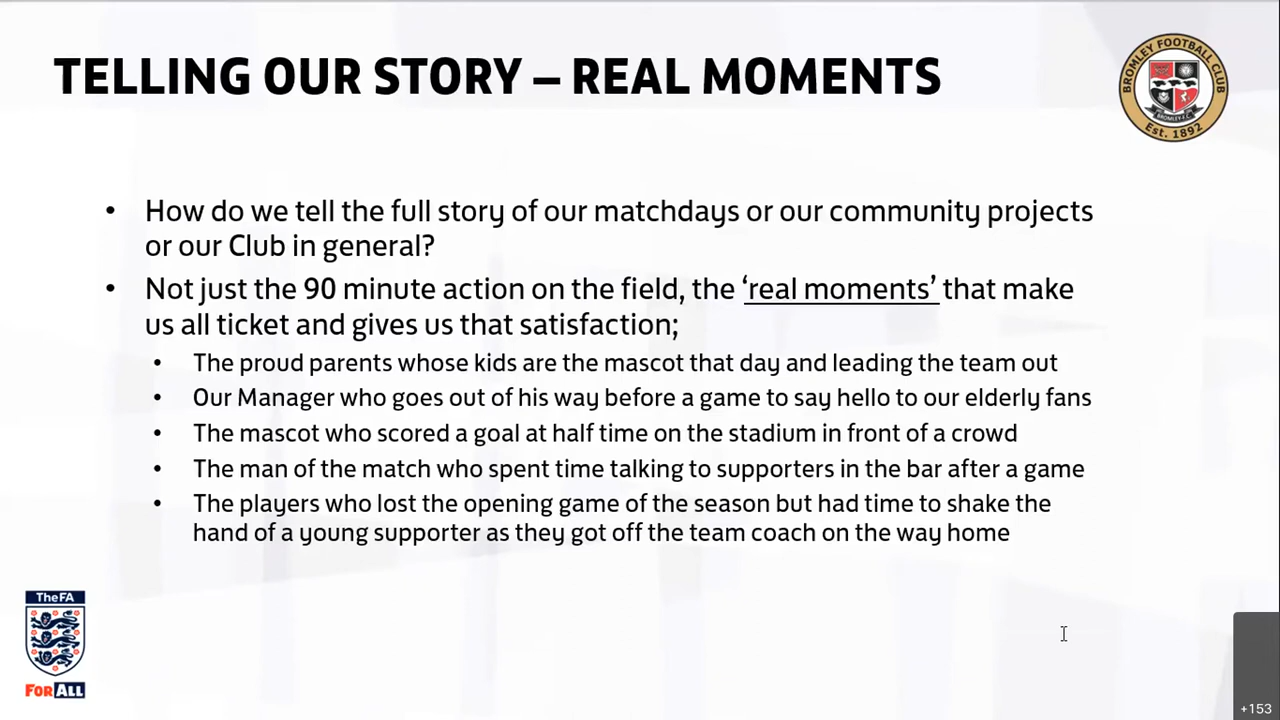 TELLING OUR STORY – REAL MOMENTS
BROMLEY FOOTBALL CLUB
BROMLEY F.C.
Est. 1892
• How do we tell the full story of our matchdays or our community projects
or our Club in general?
• Not just the 90 minute action on the field, the ‘real moments’ that make
us all ticket and gives us that satisfaction;
• The proud parents whose kids are the mascot that day and leading the team out
• Our Manager who goes out of his way before a game to say hello to our elderly fans
• The mascot who scored a goal at half time on the stadium in front of a crowd
• The man of the match who spent time talking to supporters in the bar after a game
• The players who lost the opening game of the season but had time to shake the
hand of a young supporter as they got off the team coach on the way home
The FA
FOR ALL
+153